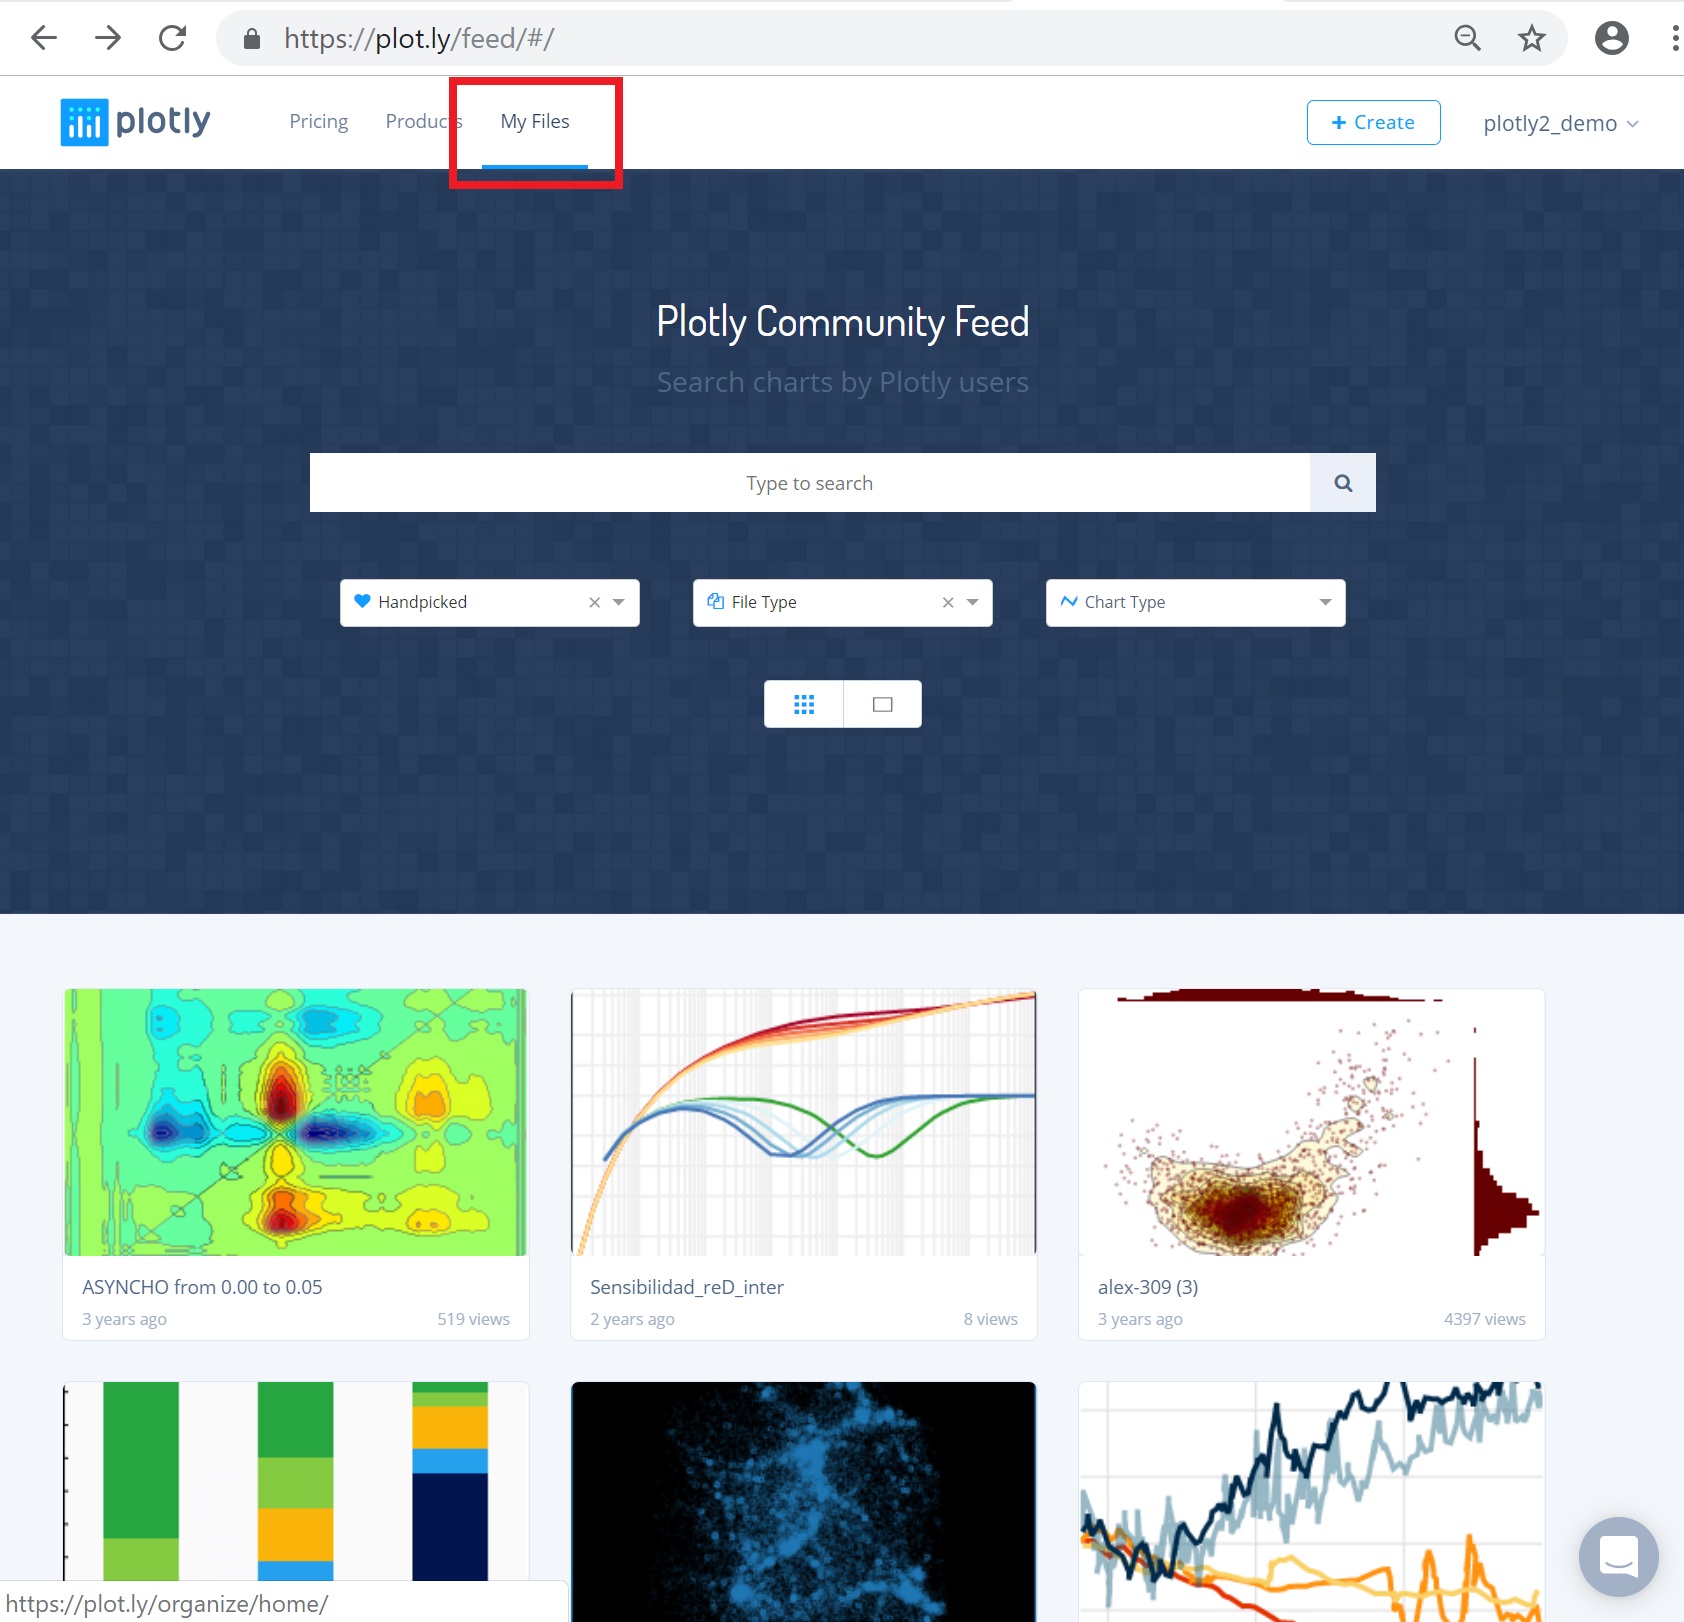 https://plot.ly/feed/#/
plotly
Pricing Products My Files
+ Create
plotly2_demo
Plotly Community Feed
Search charts by Plotly users
Type to search
Handpicked
File Type
Chart Type
ASYNCHO from 0.00 to 0.05
3 years ago 519 views
Sensibilidad_reD_inter
2 years ago 8 views
alex-309 (3)
3 years ago 4397 views
https://plot.ly/organize/home/